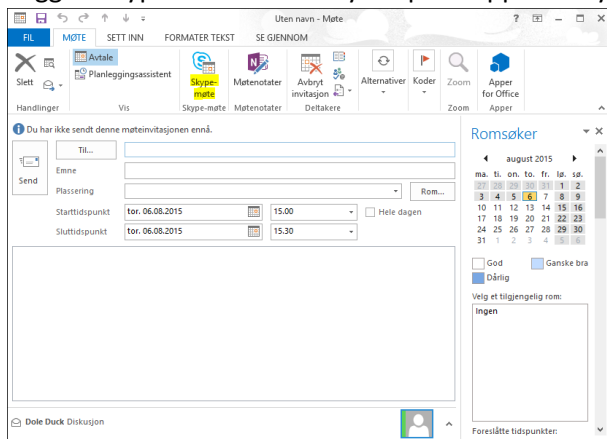 Uten navn - Møte
FIL MØTE SETT INN FORMATER TEKST SE GJENNOM
Slett
Avtale
Planleggingsassistent
Skype-
møte
Møtenotater
Avbryt
invitasjon
Alternativer
Koder
Zoom
Apper
for Office
Handlinger Vis Skype-møte Møtenotater Deltakere Zoom Apper
Du har ikke sendt denne møteinvitasjonen ennå.
Send
Til...
Emne
Plassering Rom...
Starttidspunkt tor. 06.08.2015 15.00 Hele dagen
Sluttidspunkt tor. 06.08.2015 15.30
Dole Duck Diskusjon
Romsøker
august 2015
ma. ti. on. to. fr. lø. sø.
27 28 29 30 31 1 2
3 4 5 6 7 8 9
10 11 12 13 14 15 16
17 18 19 20 21 22 23
24 25 26 27 28 29 30
31 1 2 3 4 5 6
God Ganske bra
Dårlig
Velg et tilgjengelig rom:
Ingen
Foreslåtte tidspunkter: